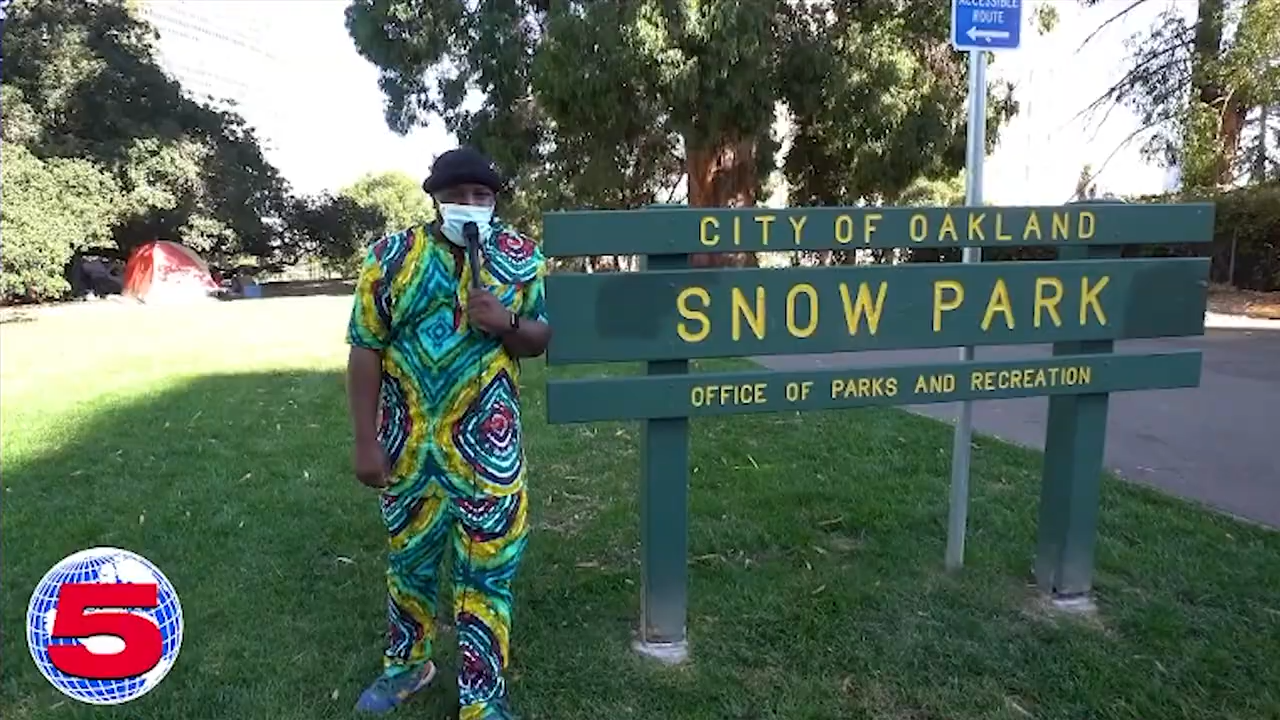 ACCESSIBLE
ROUTE
CITY OF OAKLAND
SNOW PARK
OFFICE OF PARKS AND RECREATION
5